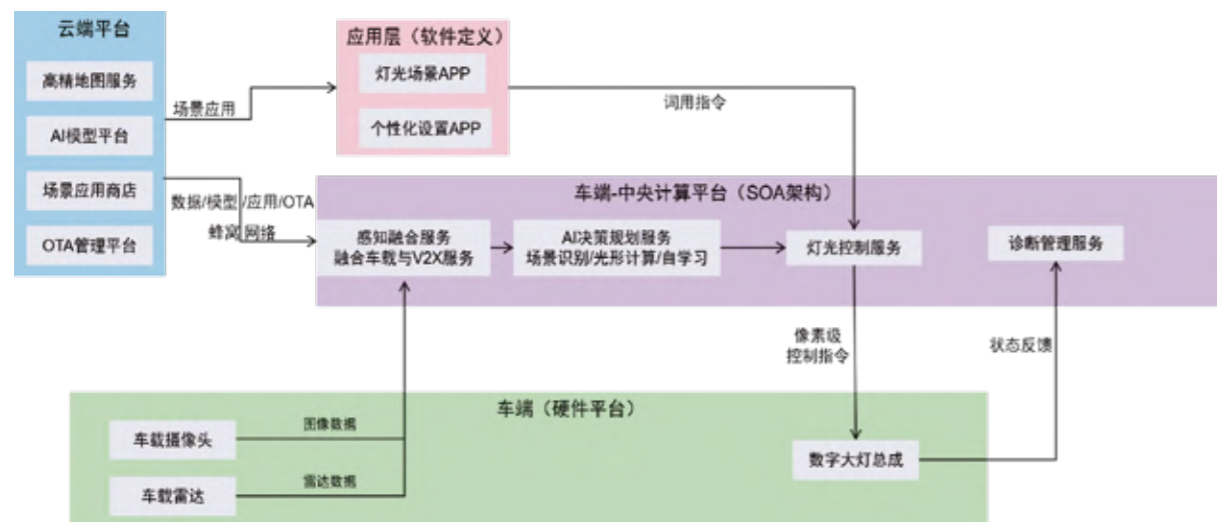 云端平台
高精地图服务
AI模型平台
场景应用商店
OTA管理平台
场景应用
应用层（软件定义）
灯光场景APP
个性化设置APP
词用指令
数据/模型/应用/OTA
蜂窝网络
车端-中央计算平台（SOA架构）
感知融合服务
融合车载与V2X服务
AI决策规划服务
场景识别/光形计算/自学习
灯光控制服务
诊断管理服务
像素级
控制指令
状态反馈
车端（硬件平台）
车载摄像头
图像数据
车载雷达
雷达数据
数字大灯总成